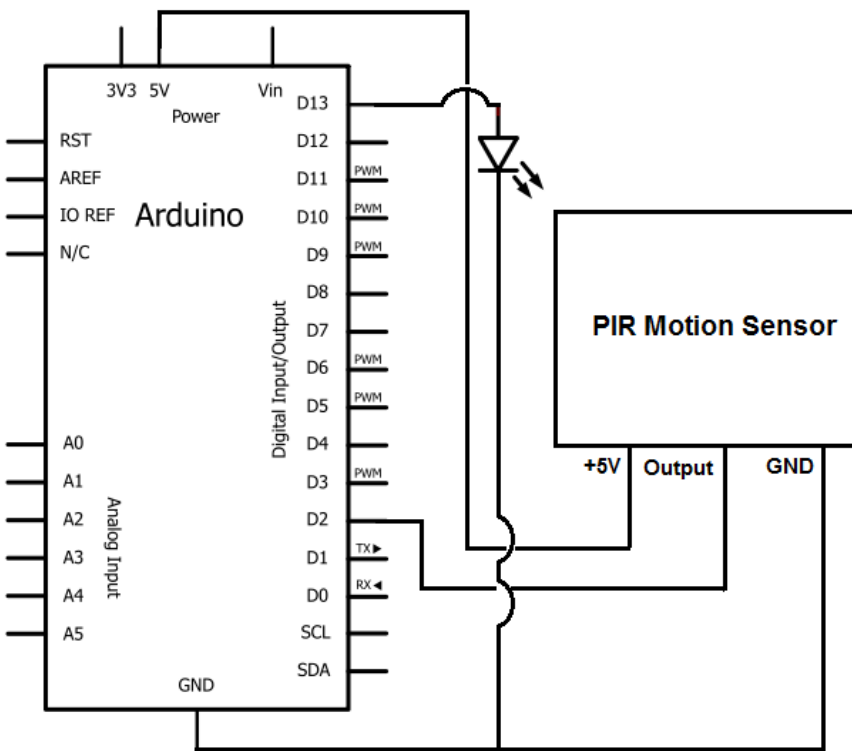 3V3 5V Vin
Power
Arduino
RST
AREF
IO REF
N/C
A0
A1
A2
A3
A4
A5
Analog Input
D13
D12
D11 PWM
D10 PWM
D9 PWM
D8
D7
D6 PWM
D5 PWM
D4
D3 PWM
D2
D1 TX▶
D0 RX◀
SCL
SDA
Digital Input/Output
GND
PIR Motion Sensor
+5V Output GND